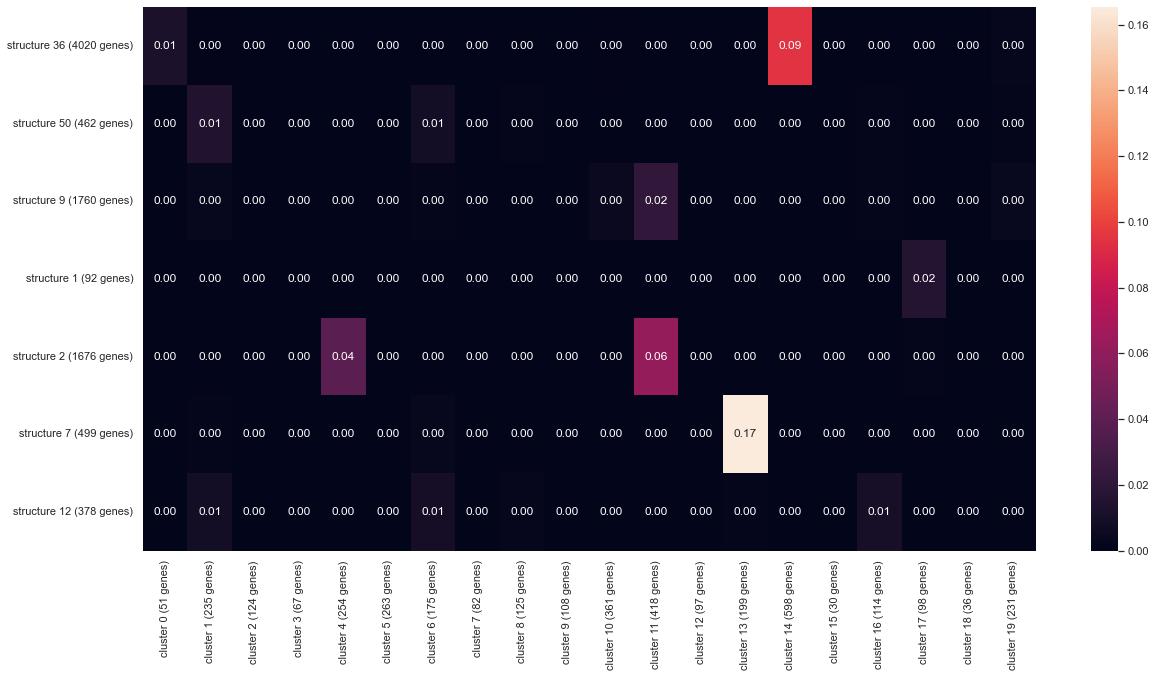 structure 36 (4020 genes) 0.01 0.00 0.00 0.00 0.00 0.00 0.00 0.00 0.00 0.00 0.00 0.00 0.00 0.00 0.09 0.00 0.00 0.00 0.00 0.00
structure 50 (462 genes) 0.00 0.01 0.00 0.00 0.00 0.00 0.01 0.00 0.00 0.00 0.00 0.00 0.00 0.00 0.00 0.00 0.00 0.00 0.00 0.00
structure 9 (1760 genes) 0.00 0.00 0.00 0.00 0.00 0.00 0.00 0.00 0.00 0.00 0.00 0.02 0.00 0.00 0.00 0.00 0.00 0.00 0.00 0.00
structure 1 (92 genes) 0.00 0.00 0.00 0.00 0.00 0.00 0.00 0.00 0.00 0.00 0.00 0.00 0.00 0.00 0.00 0.00 0.00 0.02 0.00 0.00
structure 2 (1676 genes) 0.00 0.00 0.00 0.00 0.04 0.00 0.00 0.00 0.00 0.00 0.00 0.06 0.00 0.00 0.00 0.00 0.00 0.00 0.00 0.00
structure 7 (499 genes) 0.00 0.00 0.00 0.00 0.00 0.00 0.00 0.00 0.00 0.00 0.00 0.00 0.00 0.17 0.00 0.00 0.00 0.00 0.00 0.00
structure 12 (378 genes) 0.00 0.01 0.00 0.00 0.00 0.00 0.01 0.00 0.00 0.00 0.00 0.00 0.00 0.00 0.00 0.00 0.01 0.00 0.00 0.00
cluster 0 (51 genes)
cluster 1 (235 genes)
cluster 2 (124 genes)
cluster 3 (67 genes)
cluster 4 (254 genes)
cluster 5 (263 genes)
cluster 6 (175 genes)
cluster 7 (82 genes)
cluster 8 (125 genes)
cluster 9 (108 genes)
cluster 10 (361 genes)
cluster 11 (418 genes)
cluster 12 (97 genes)
cluster 13 (199 genes)
cluster 14 (598 genes)
cluster 15 (30 genes)
cluster 16 (114 genes)
cluster 17 (98 genes)
cluster 18 (36 genes)
cluster 19 (231 genes)
0.16
0.14
0.12
0.10
0.08
0.06
0.04
0.02
0.00